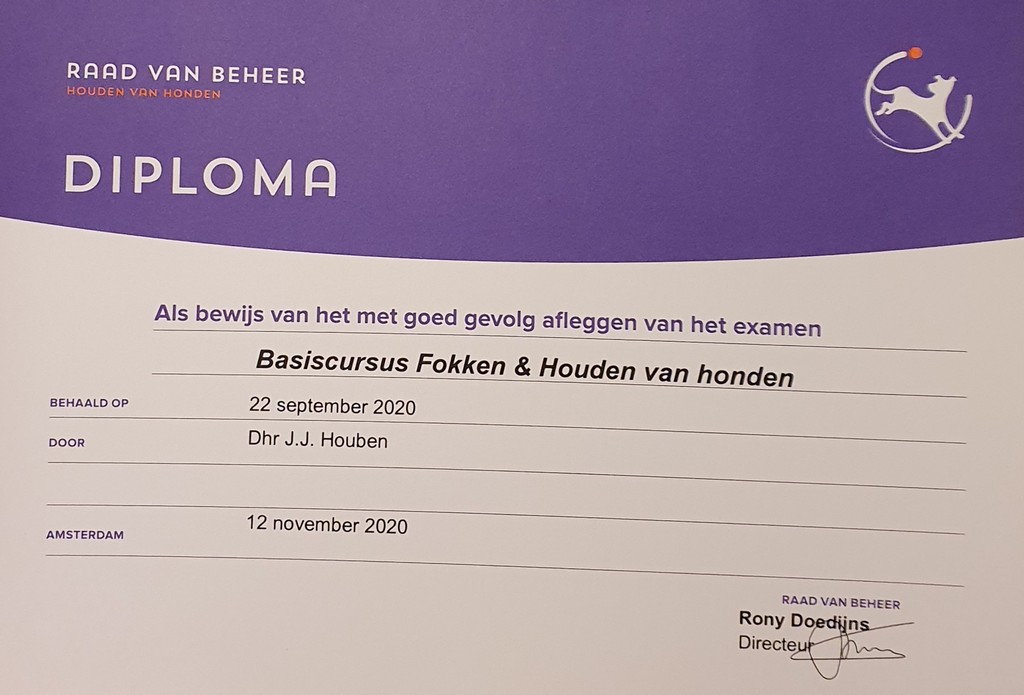 RAAD VAN BEHEER
HOUDEN VAN HONDEN
DIPLOMA
Als bewijs van het met goed gevolg afleggen van het examen
Basiscursus Fokken & Houden van honden
BEHAALD OP 22 september 2020
DOOR Dhr J.J. Houben
AMSTERDAM 12 november 2020
RAAD VAN BEHEER
Rony Doedijns
Directeur